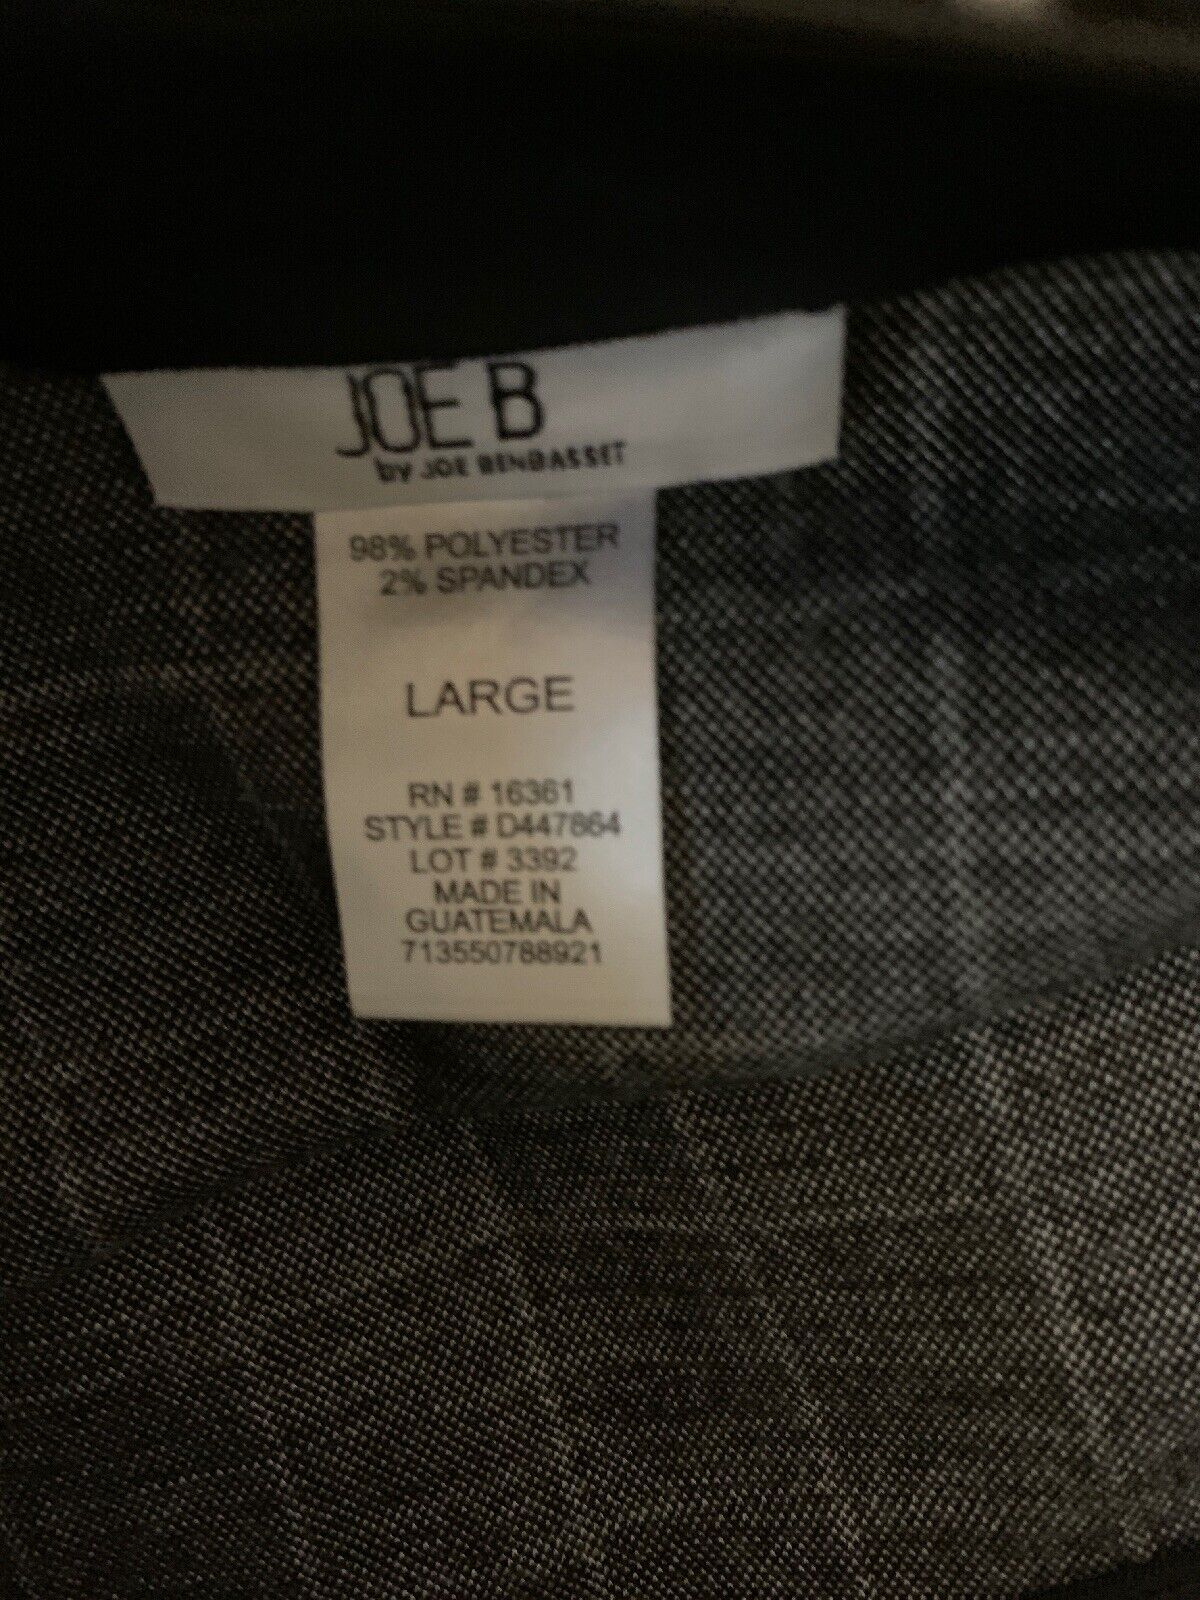 JOE B
by JOE BENBASSET
98% POLYESTER
2% SPANDEX
LARGE
RN # 16361
STYLE # D447864
LOT # 3392
MADE IN
GUATEMALA
713550788921